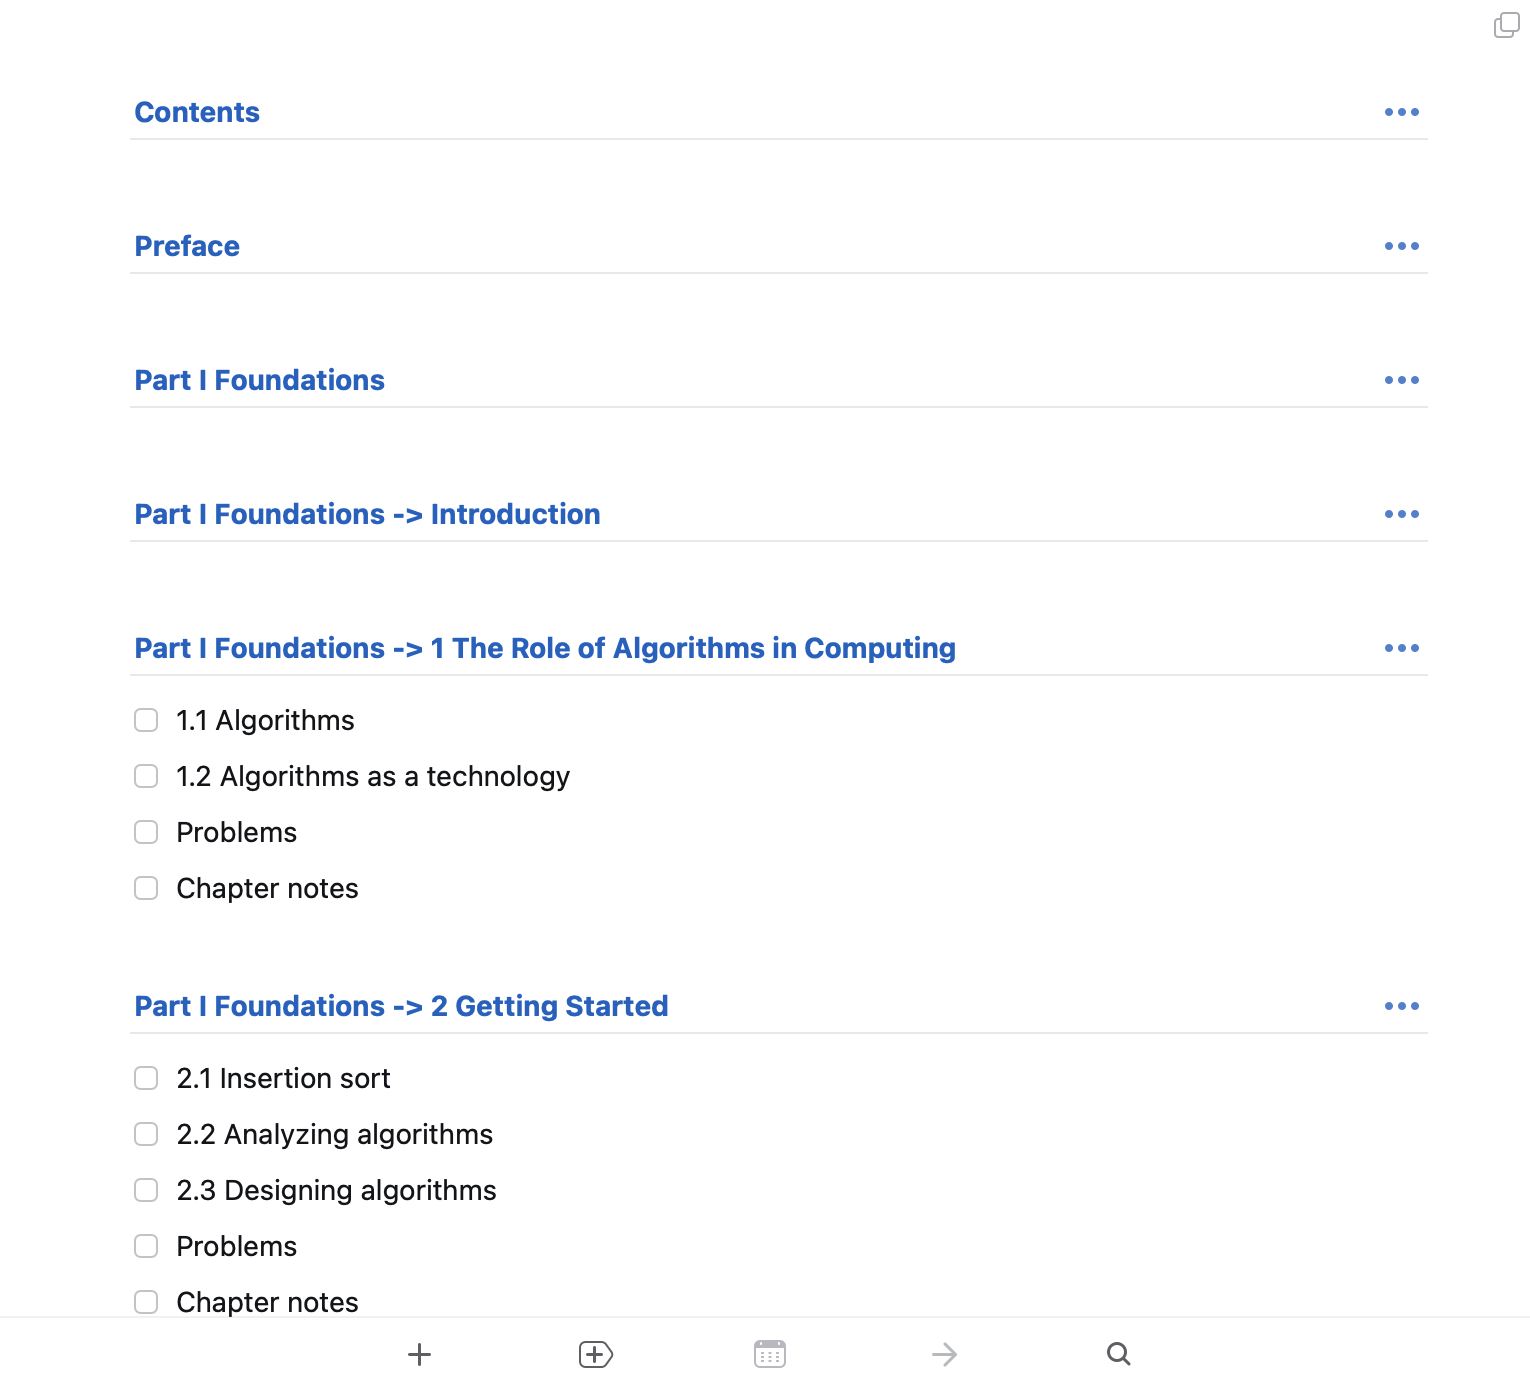 Contents
Preface
Part I Foundations
Part I Foundations -> Introduction
Part I Foundations -> 1 The Role of Algorithms in Computing
1.1 Algorithms
1.2 Algorithms as a technology
Problems
Chapter notes
Part I Foundations -> 2 Getting Started
2.1 Insertion sort
2.2 Analyzing algorithms
2.3 Designing algorithms
Problems
Chapter notes